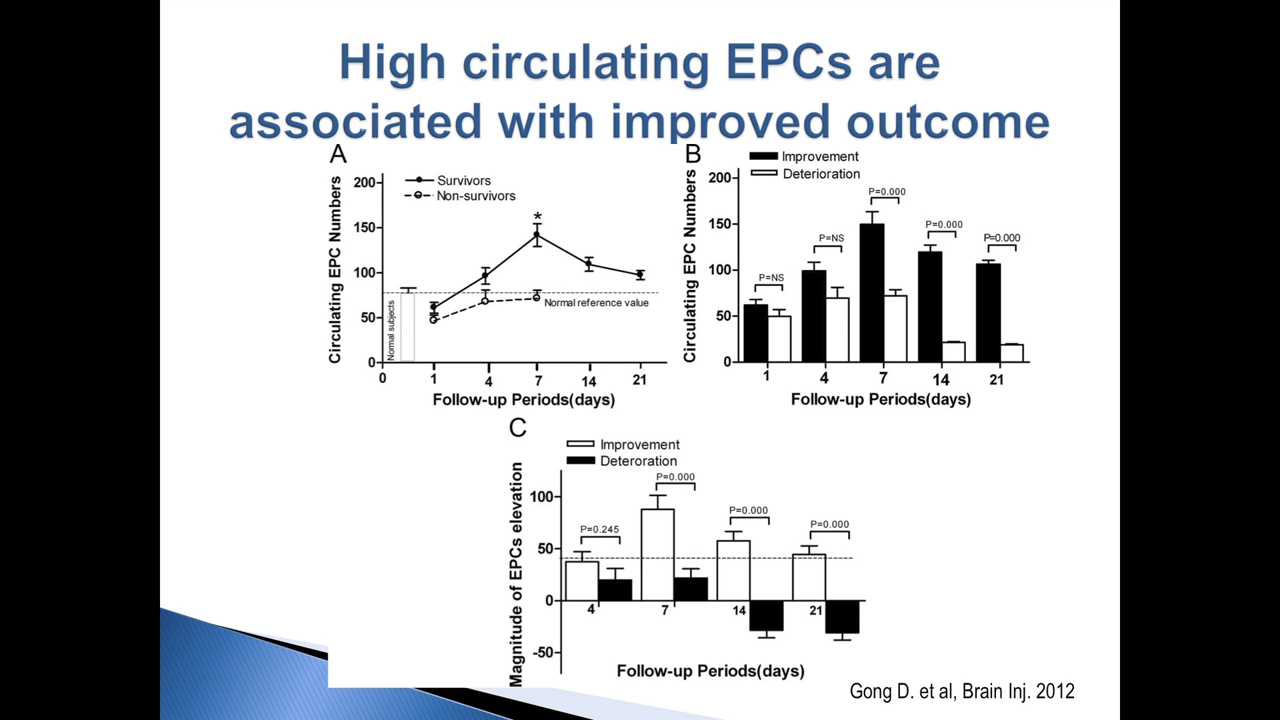 High circulating EPCs are
associated with improved outcome
A
Circulating EPC Numbers
200
150
100
50
0
Survivors
Non-survivors
*
Normal reference value
Normal subjects
0 1 4 7 14 21
Follow-up Periods(days)
B
Circulating EPC Numbers
200
150
100
50
0
Improvement
Deterioration
P=NS
P=NS
P=0.000
P=0.000
P=0.000
1 4 7 14 21
Follow-up Periods(days)
C
Magnitude of EPCs elevation
100
50
0
-50
Improvement
Deteroration
P=0.245
P=0.000
P=0.000
P=0.000
4 7 14 21
Follow-up Periods(days)
Gong D. et al, Brain Inj. 2012